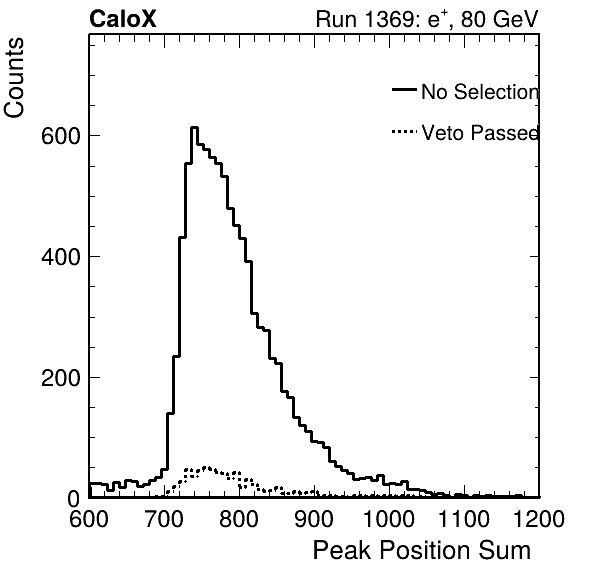 CaloX Run 1369: e⁺, 80 GeV
Counts
No Selection
Veto Passed
600
400
200
0
600 700 800 900 1000 1100 1200
Peak Position Sum